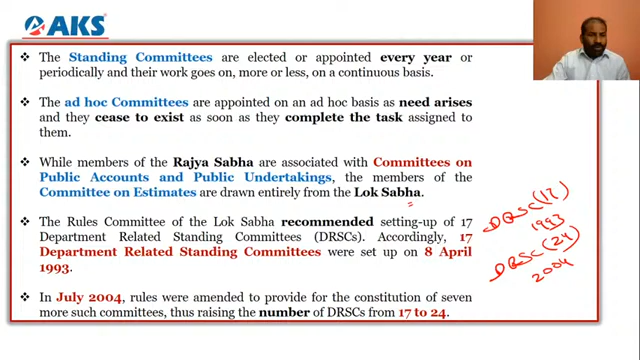 AKS
❖ The Standing Committees are elected or appointed every year or
periodically and their work goes on, more or less, on a continuous basis.
❖ The ad hoc Committees are appointed on an ad hoc basis as need arises
and they cease to exist as soon as they complete the task assigned to
them.
❖ While members of the Rajya Sabha are associated with Committees on
Public Accounts and Public Undertakings, the members of the
Committee on Estimates are drawn entirely from the Lok Sabha.
❖ The Rules Committee of the Lok Sabha recommended setting-up of 17
Department Related Standing Committees (DRSCs). Accordingly, 17
Department Related Standing Committees were set up on 8 April
1993.
❖ In July 2004, rules were amended to provide for the constitution of seven
more such committees, thus raising the number of DRSCs from 17 to 24.
DRSC (17)
1993
DRSC (24)
2004